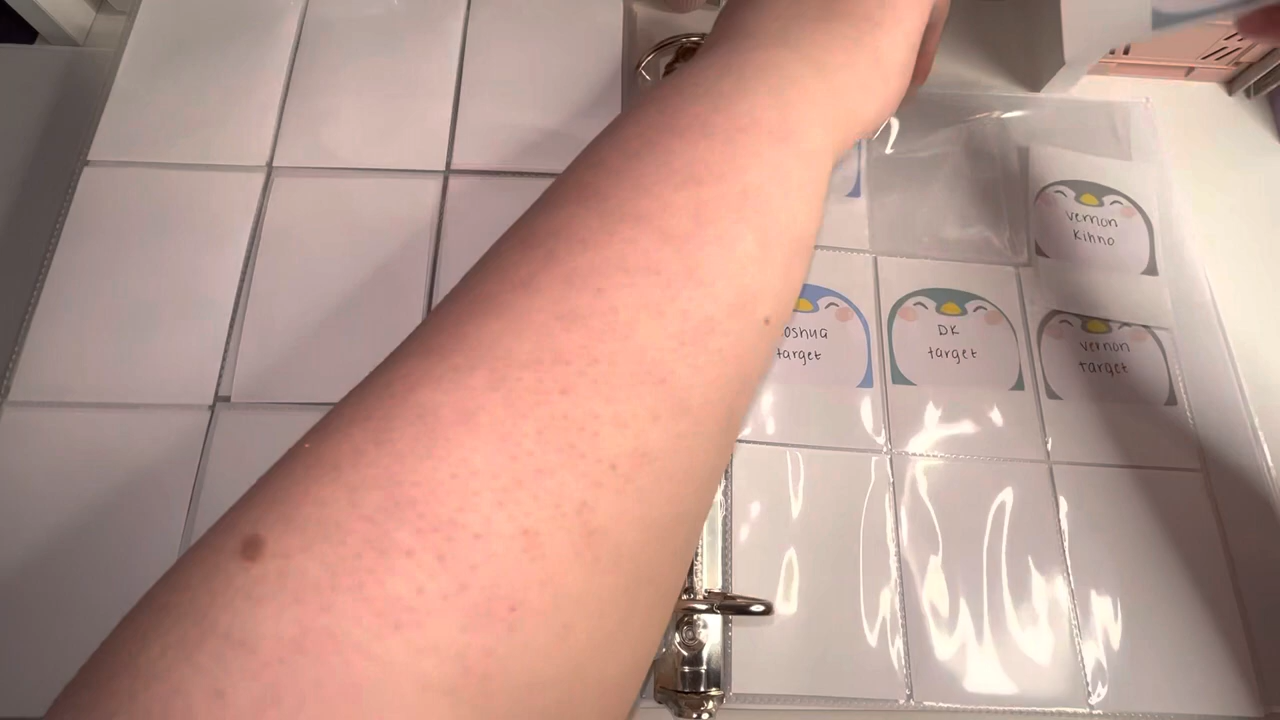 vernon
Kihno
oshua
target
DK
target
vernon
target